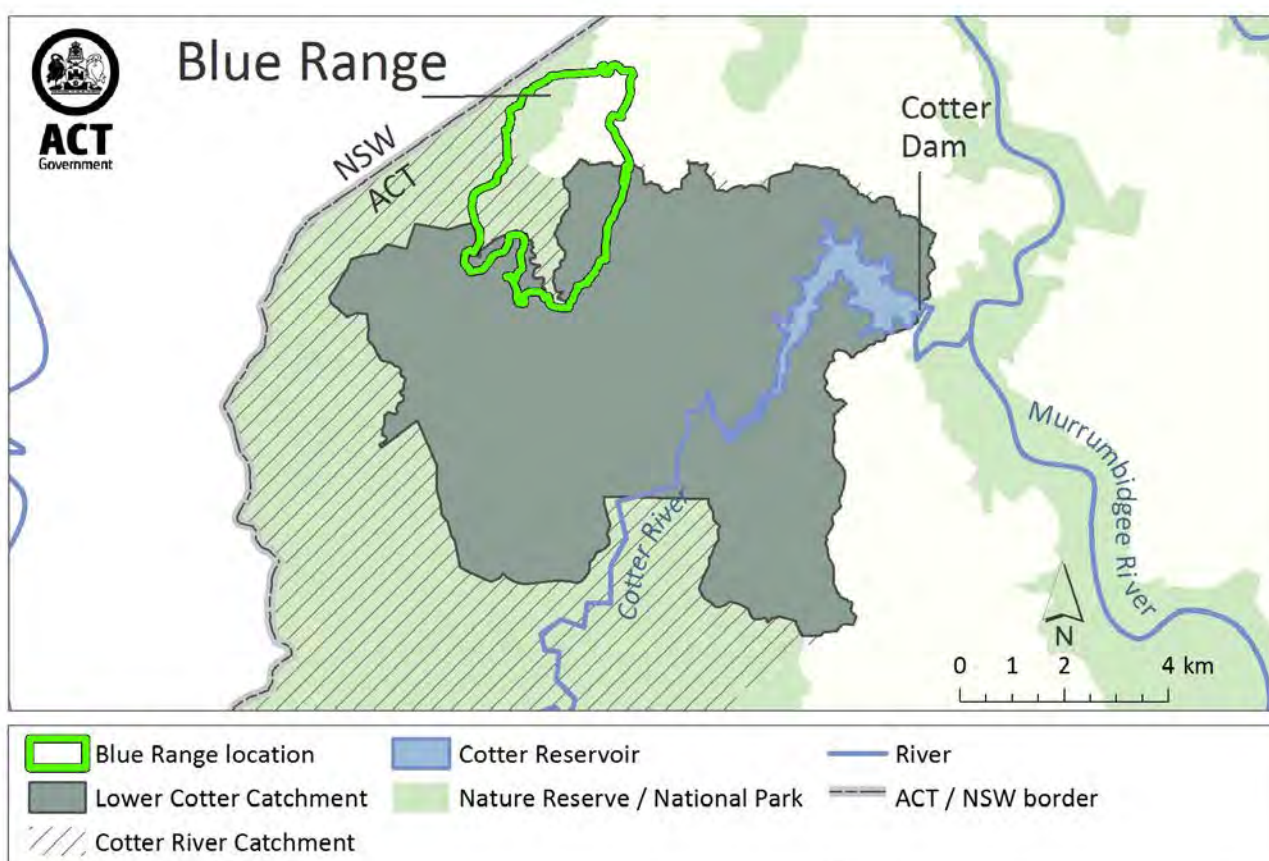 ACT
Government
Blue Range
NSW
ACT
Cotter
Dam
Murrumbidgee River
Cotter River
N
0 1 2 4 km
Blue Range location
Cotter Reservoir
River
Lower Cotter Catchment
Nature Reserve / National Park
ACT / NSW border
Cotter River Catchment